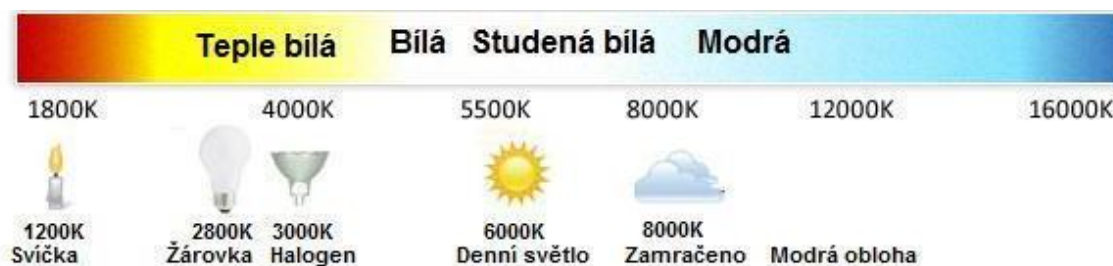 Teple bílá Bílá Studená bílá Modrá
1800K 4000K 5500K 8000K 12000K 16000K
1200K 2800K 3000K 6000K 8000K
Svíčka Žárovka Halogen Denní světlo Zamračeno Modrá obloha